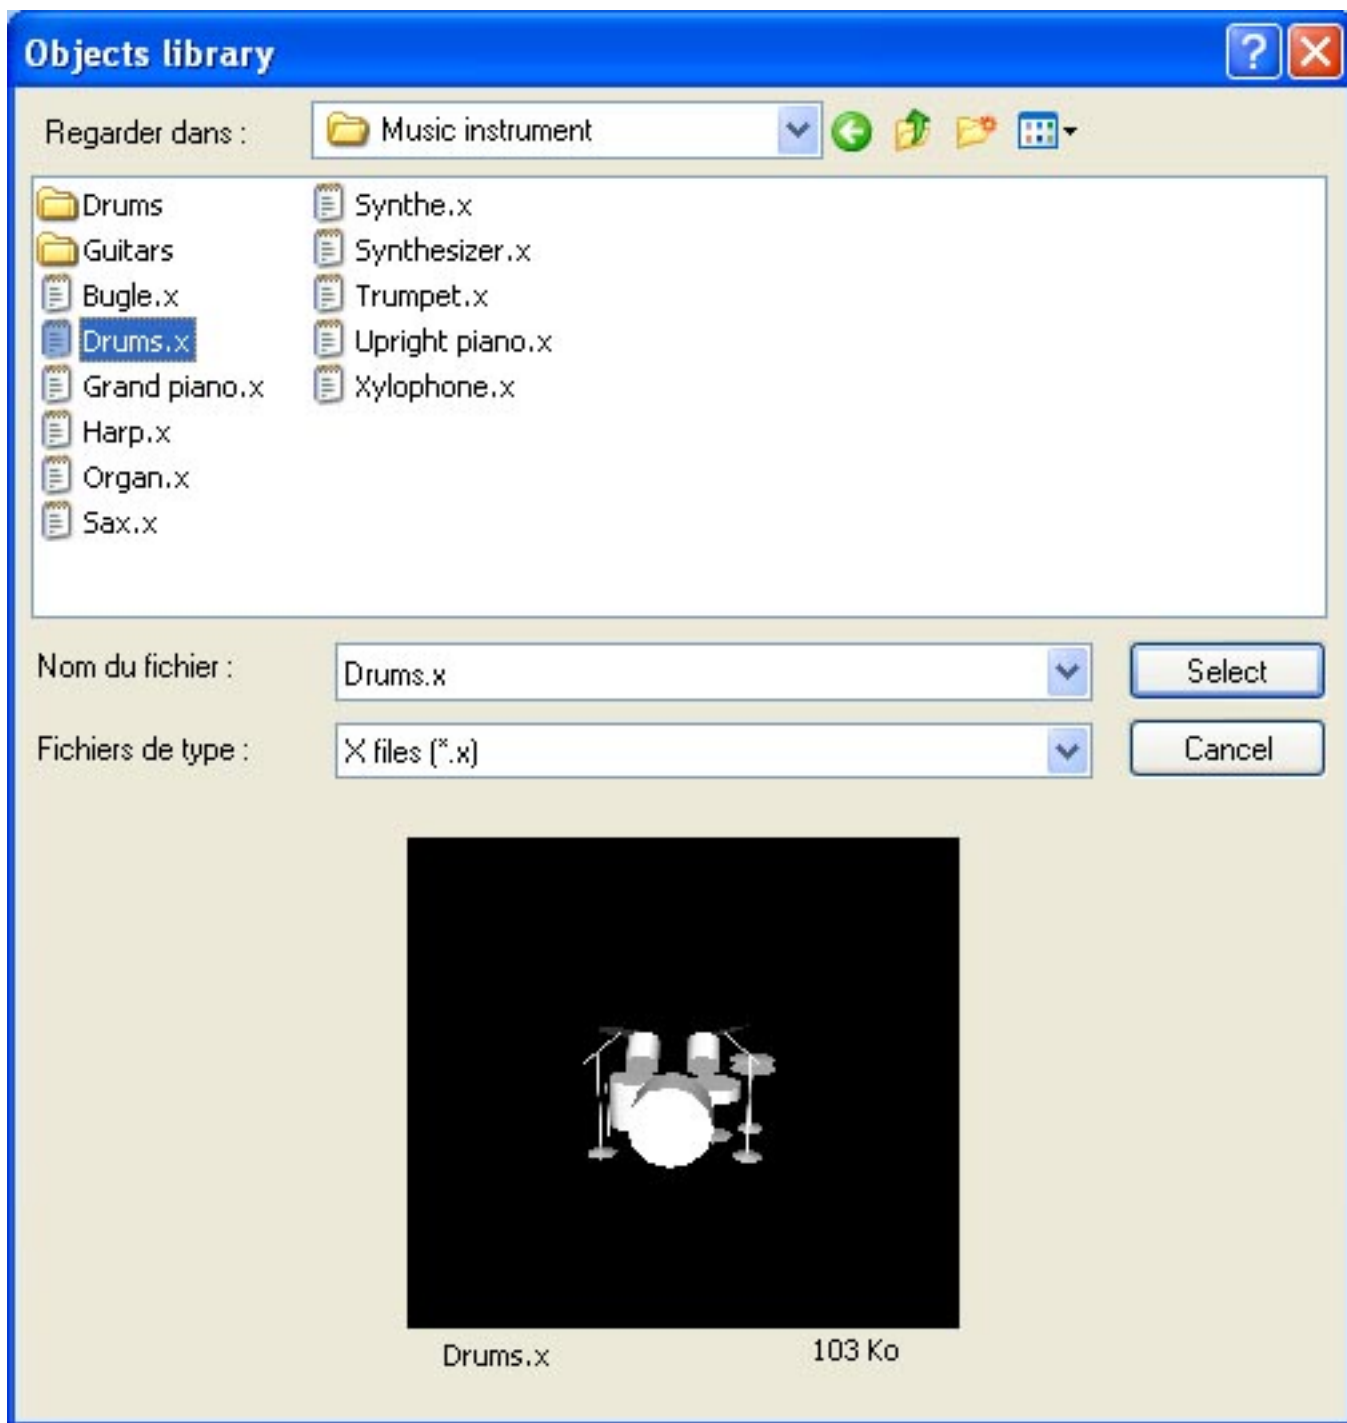 Objects library
Regarder dans :
Music instrument
Drums
Guitars
Bugle.x
Drums.x
Grand piano.x
Harp.x
Organ.x
Sax.x
Synthe.x
Synthesizer.x
Trumpet.x
Upright piano.x
Xylophone.x
Nom du fichier :
Drums.x
Select
Fichiers de type :
X files (*.x)
Cancel
Drums.x
103 Ko